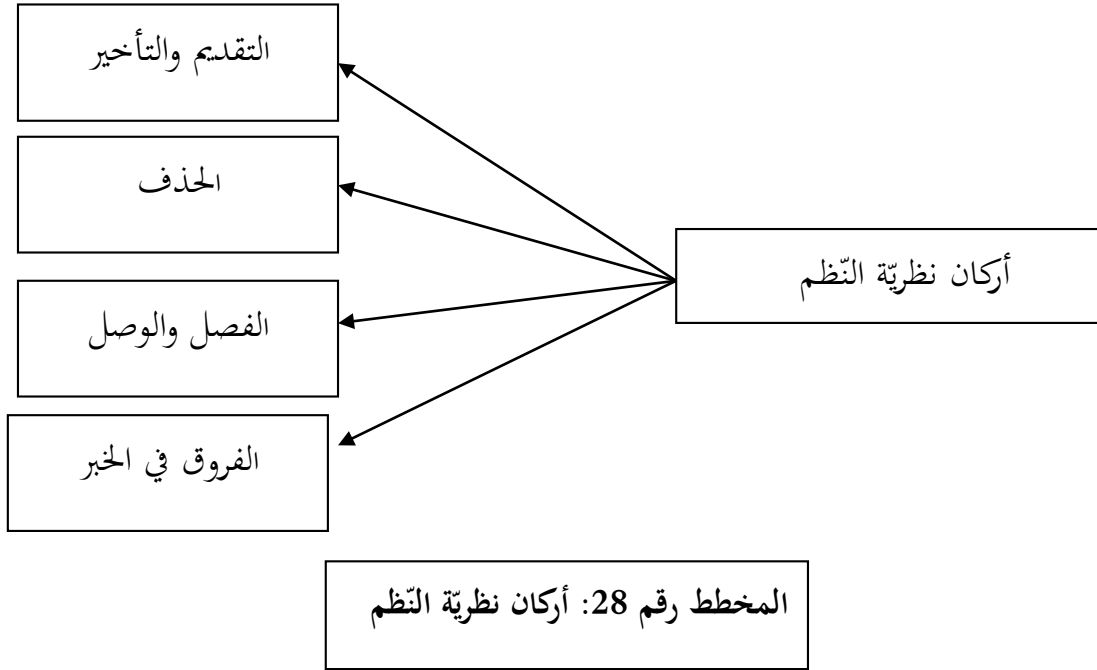 أركان نظريّة النّظم
التقديم والتأخير
الحذف
الفصل والوصل
الفروق في الخبر
المخطط رقم 28: أركان نظريّة النّظم